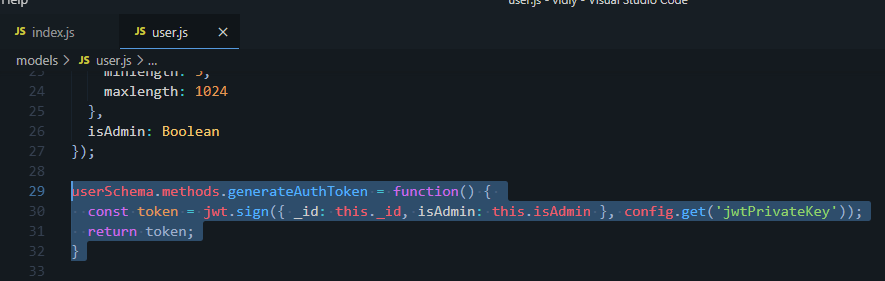 Help
user.js - vidly - Visual Studio Code
JS index.js
JS user.js ×
models > JS user.js > ...
23 minlength: 5,
24 maxlength: 1024
25 },
26 isAdmin: Boolean
27 });
28
29 userSchema.methods.generateAuthToken = function() {
30 const token = jwt.sign({ _id: this._id, isAdmin: this.isAdmin }, config.get('jwtPrivateKey'));
31 return token;
32 }
33